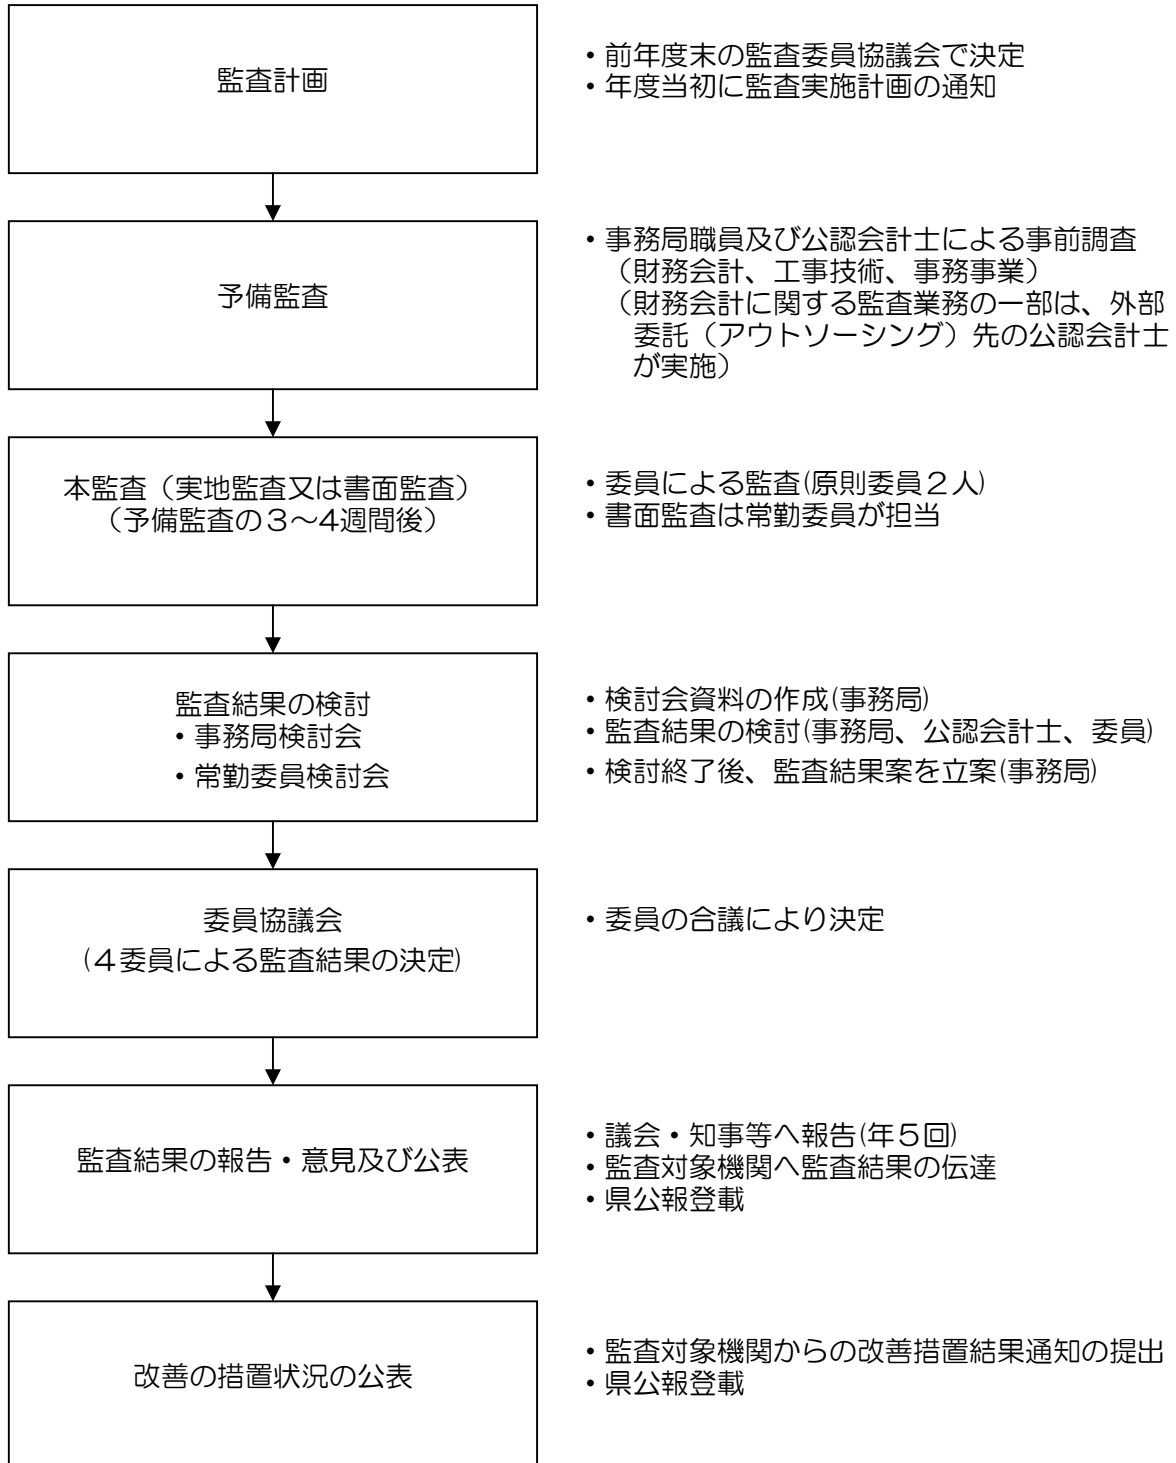 監査計画
・前年度末の監査委員協議会で決定
・年度当初に監査実施計画の通知
予備監査
・事務局職員及び公認会計士による事前調査
（財務会計、工事技術、事務事業）
（財務会計に関する監査業務の一部は、外部
委託（アウトソーシング）先の公認会計士
が実施）
本監査（実地監査又は書面監査）
（予備監査の３～4週間後）
・委員による監査(原則委員２人)
・書面監査は常勤委員が担当
監査結果の検討
・事務局検討会
・常勤委員検討会
・検討会資料の作成(事務局)
・監査結果の検討(事務局、公認会計士、委員)
・検討終了後、監査結果案を立案(事務局)
委員協議会
(４委員による監査結果の決定)
・委員の合議により決定
監査結果の報告・意見及び公表
・議会・知事等へ報告(年５回)
・監査対象機関へ監査結果の伝達
・県公報登載
改善の措置状況の公表
・監査対象機関からの改善措置結果通知の提出
・県公報登載